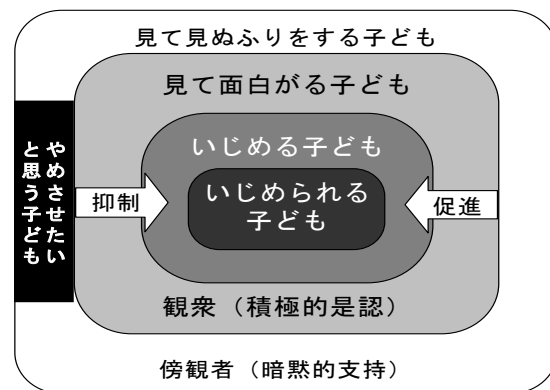 見て見ぬふりをする子ども
見て面白がる子ども
いじめる子ども
いじめられる
子ども
やめさせたい
と思う子ども
抑制
促進
観衆（積極的是認）
傍観者（暗黙的支持）